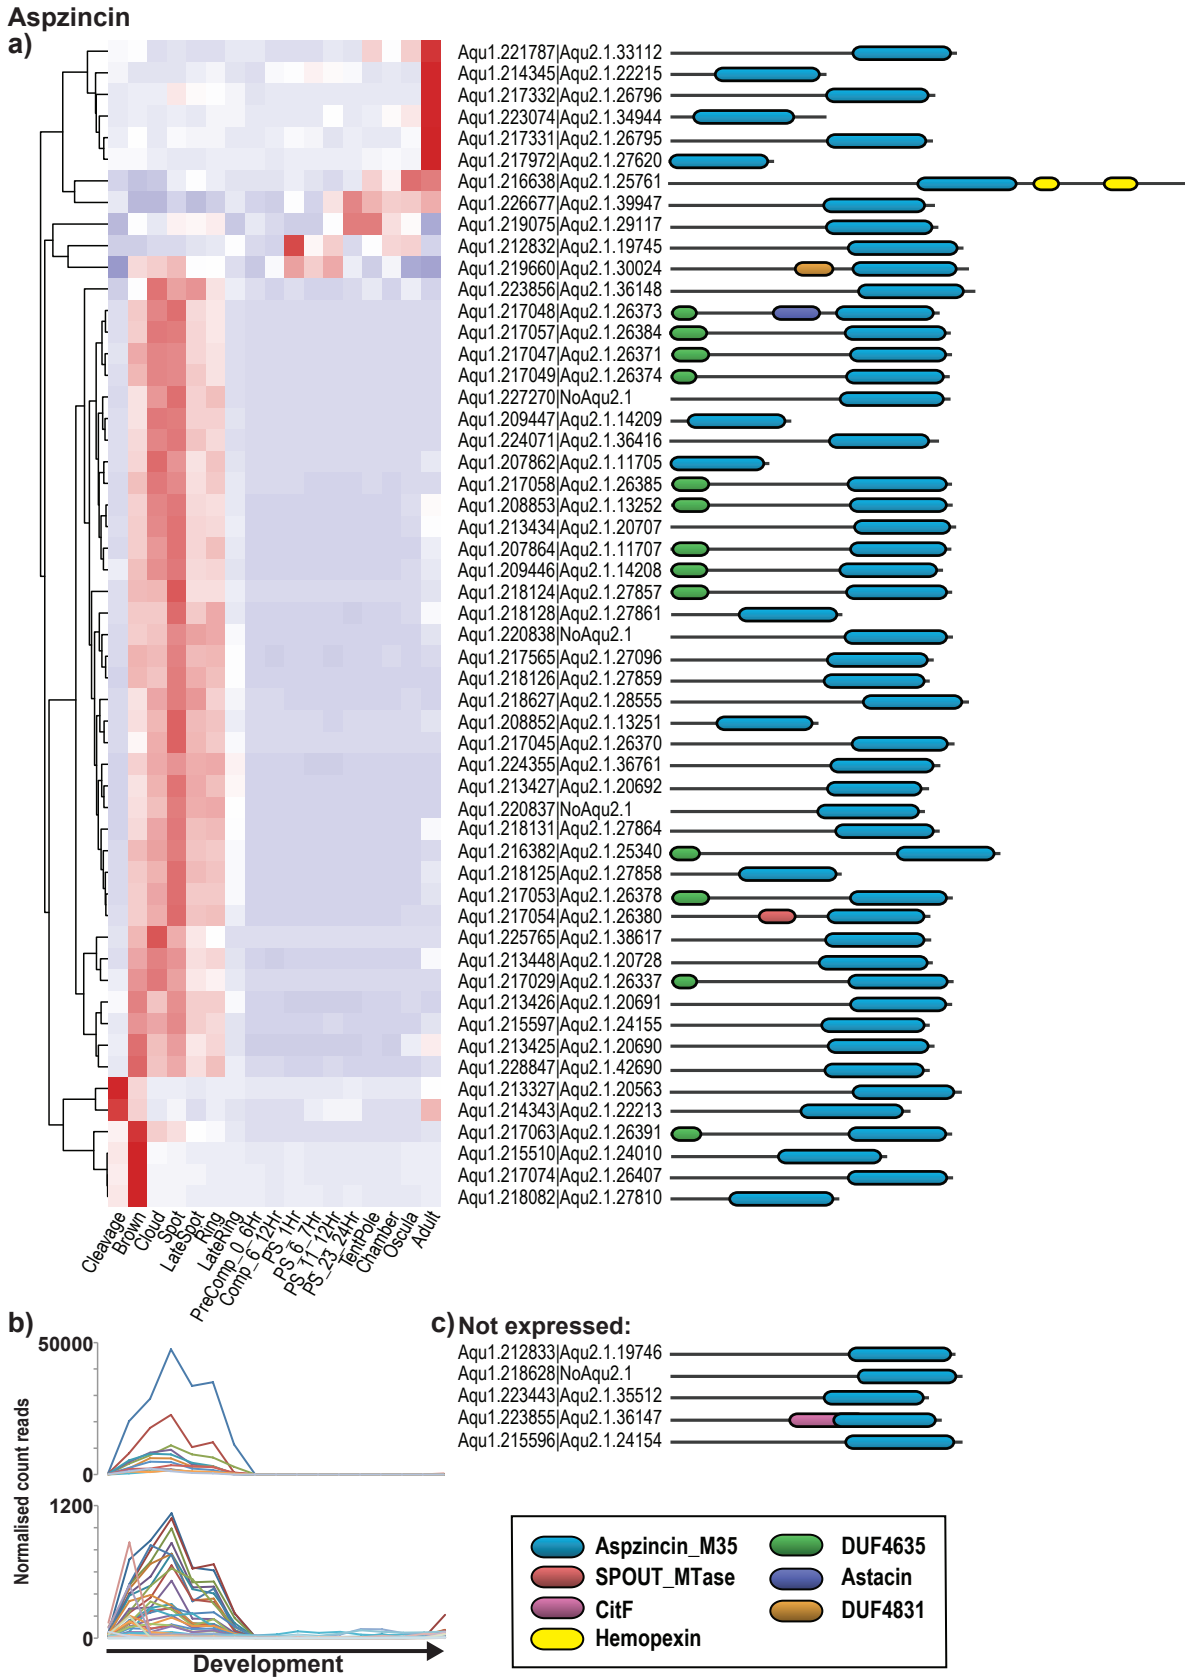 Aspzincin
a)
Aqu1.221787|Aqu2.1.33112
Aqu1.214345|Aqu2.1.22215
Aqu1.217332|Aqu2.1.26796
Aqu1.223074|Aqu2.1.34944
Aqu1.217331|Aqu2.1.26795
Aqu1.217972|Aqu2.1.27620
Aqu1.216638|Aqu2.1.25761
Aqu1.226677|Aqu2.1.39947
Aqu1.219075|Aqu2.1.29117
Aqu1.212832|Aqu2.1.19745
Aqu1.219660|Aqu2.1.30024
Aqu1.223856|Aqu2.1.36148
Aqu1.217048|Aqu2.1.26373
Aqu1.217057|Aqu2.1.26384
Aqu1.217047|Aqu2.1.26371
Aqu1.217049|Aqu2.1.26374
Aqu1.227270|NoAqu2.1
Aqu1.209447|Aqu2.1.14209
Aqu1.224071|Aqu2.1.36416
Aqu1.207862|Aqu2.1.11705
Aqu1.217058|Aqu2.1.26385
Aqu1.208853|Aqu2.1.13252
Aqu1.213434|Aqu2.1.20707
Aqu1.207864|Aqu2.1.11707
Aqu1.209446|Aqu2.1.14208
Aqu1.218124|Aqu2.1.27857
Aqu1.218128|Aqu2.1.27861
Aqu1.220838|NoAqu2.1
Aqu1.217565|Aqu2.1.27096
Aqu1.218126|Aqu2.1.27859
Aqu1.218627|Aqu2.1.28555
Aqu1.208852|Aqu2.1.13251
Aqu1.217045|Aqu2.1.26370
Aqu1.224355|Aqu2.1.36761
Aqu1.213427|Aqu2.1.20692
Aqu1.220837|NoAqu2.1
Aqu1.218131|Aqu2.1.27864
Aqu1.216382|Aqu2.1.25340
Aqu1.218125|Aqu2.1.27858
Aqu1.217053|Aqu2.1.26378
Aqu1.217054|Aqu2.1.26380
Aqu1.225765|Aqu2.1.38617
Aqu1.213448|Aqu2.1.20728
Aqu1.217029|Aqu2.1.26337
Aqu1.213426|Aqu2.1.20691
Aqu1.215597|Aqu2.1.24155
Aqu1.213425|Aqu2.1.20690
Aqu1.228847|Aqu2.1.42690
Aqu1.213327|Aqu2.1.20563
Aqu1.214343|Aqu2.1.22213
Aqu1.217063|Aqu2.1.26391
Aqu1.215510|Aqu2.1.24010
Aqu1.217074|Aqu2.1.26407
Aqu1.218082|Aqu2.1.27810
Cleavage
Brown
Cloud
Spot
LateSpot
Ring
LateRing
PreComp_0_6Hr
Comp_6_12Hr
PS_1Hr
PS_6_7Hr
PS_11_12Hr
PS_23_24Hr
TentPole
Chamber
Oscula
Adult
b)
50000
0
1200
0
Normalised count reads
Development
c) Not expressed:
Aqu1.212833|Aqu2.1.19746
Aqu1.218628|NoAqu2.1
Aqu1.223443|Aqu2.1.35512
Aqu1.223855|Aqu2.1.36147
Aqu1.215596|Aqu2.1.24154
Aspzincin_M35
SPOUT_MTase
CitF
Hemopexin
DUF4635
Astacin
DUF4831